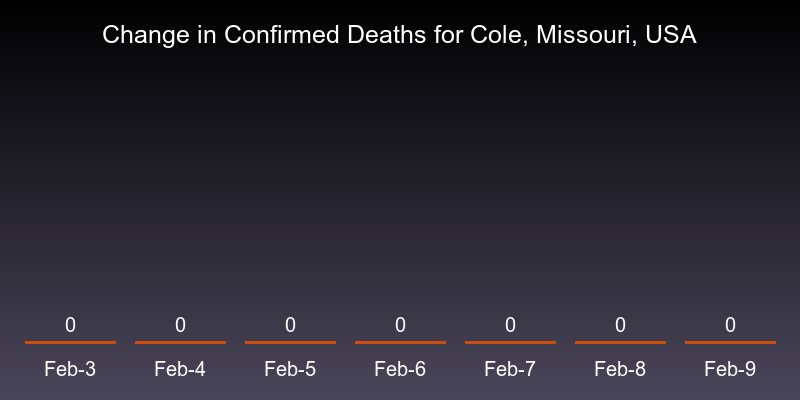 Change in Confirmed Deaths for Cole, Missouri, USA
0 0 0 0 0 0 0
Feb-3 Feb-4 Feb-5 Feb-6 Feb-7 Feb-8 Feb-9